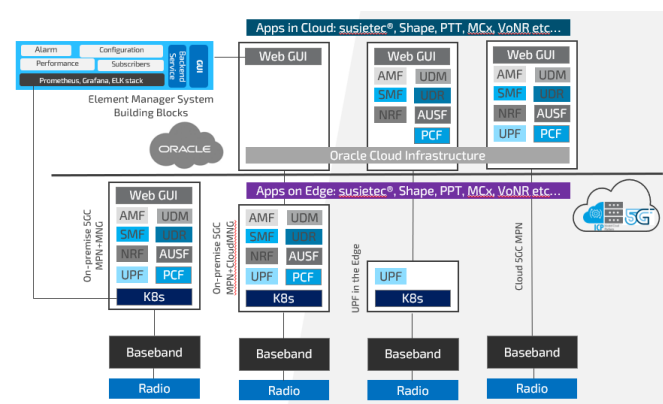 Apps in Cloud: susietec®, Shape, PTT, MCx, VoNR etc...
Alarm
Configuration
Performance
Subscribers
Prometheus, Grafana, ELK stack
Backend Service
GUI
Element Manager System
Building Blocks
ORACLE
Web GUI
Web GUI
AMF UDM
SMF UDR
NRF AUSF
PCF
Web GUI
AMF UDM
SMF UDR
NRF AUSF
UPF PCF
Oracle Cloud Infrastructure
Apps on Edge: susietec®, Shape, PPT, MCx, VoNR etc...
5G
On-premise 5GC
MPN+MNG
Web GUI
AMF UDM
SMF UDR
NRF AUSF
UPF PCF
K8s
Baseband
Radio
On-premise 5GC
MPN+CloudMNG
AMF UDM
SMF UDR
NRF AUSF
UPF PCF
K8s
Baseband
Radio
UPF in the Edge
UPF
K8s
Baseband
Radio
Cloud 5GC MPN
Baseband
Radio